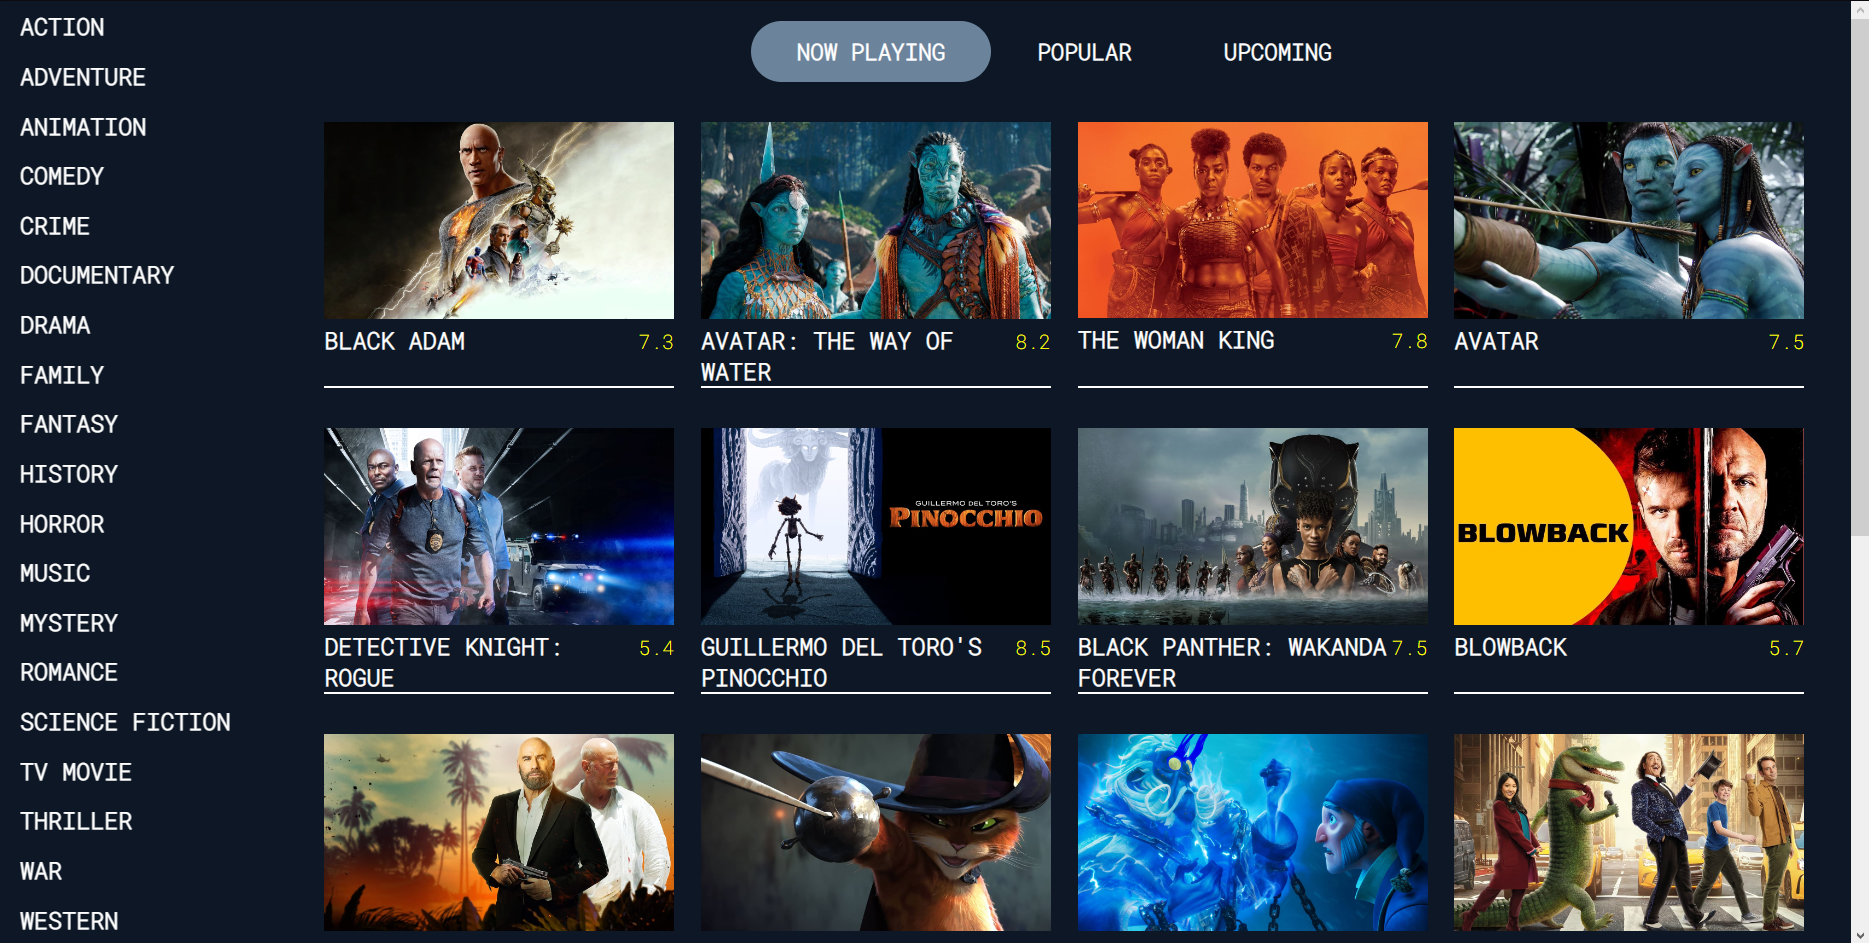 ACTION
ADVENTURE
ANIMATION
COMEDY
CRIME
DOCUMENTARY
DRAMA
FAMILY
FANTASY
HISTORY
HORROR
MUSIC
MYSTERY
ROMANCE
SCIENCE FICTION
TV MOVIE
THRILLER
WAR
WESTERN
NOW PLAYING
POPULAR
UPCOMING
BLACK ADAM
7.3
AVATAR: THE WAY OF
WATER
8.2
THE WOMAN KING
7.8
AVATAR
7.5
GUILLERMO DEL TORO'S
PINOCCHIO
BLOWBACK
DETECTIVE KNIGHT:
ROGUE
5.4
GUILLERMO DEL TORO'S
PINOCCHIO
8.5
BLACK PANTHER: WAKANDA
FOREVER
7.5
BLOWBACK
5.7